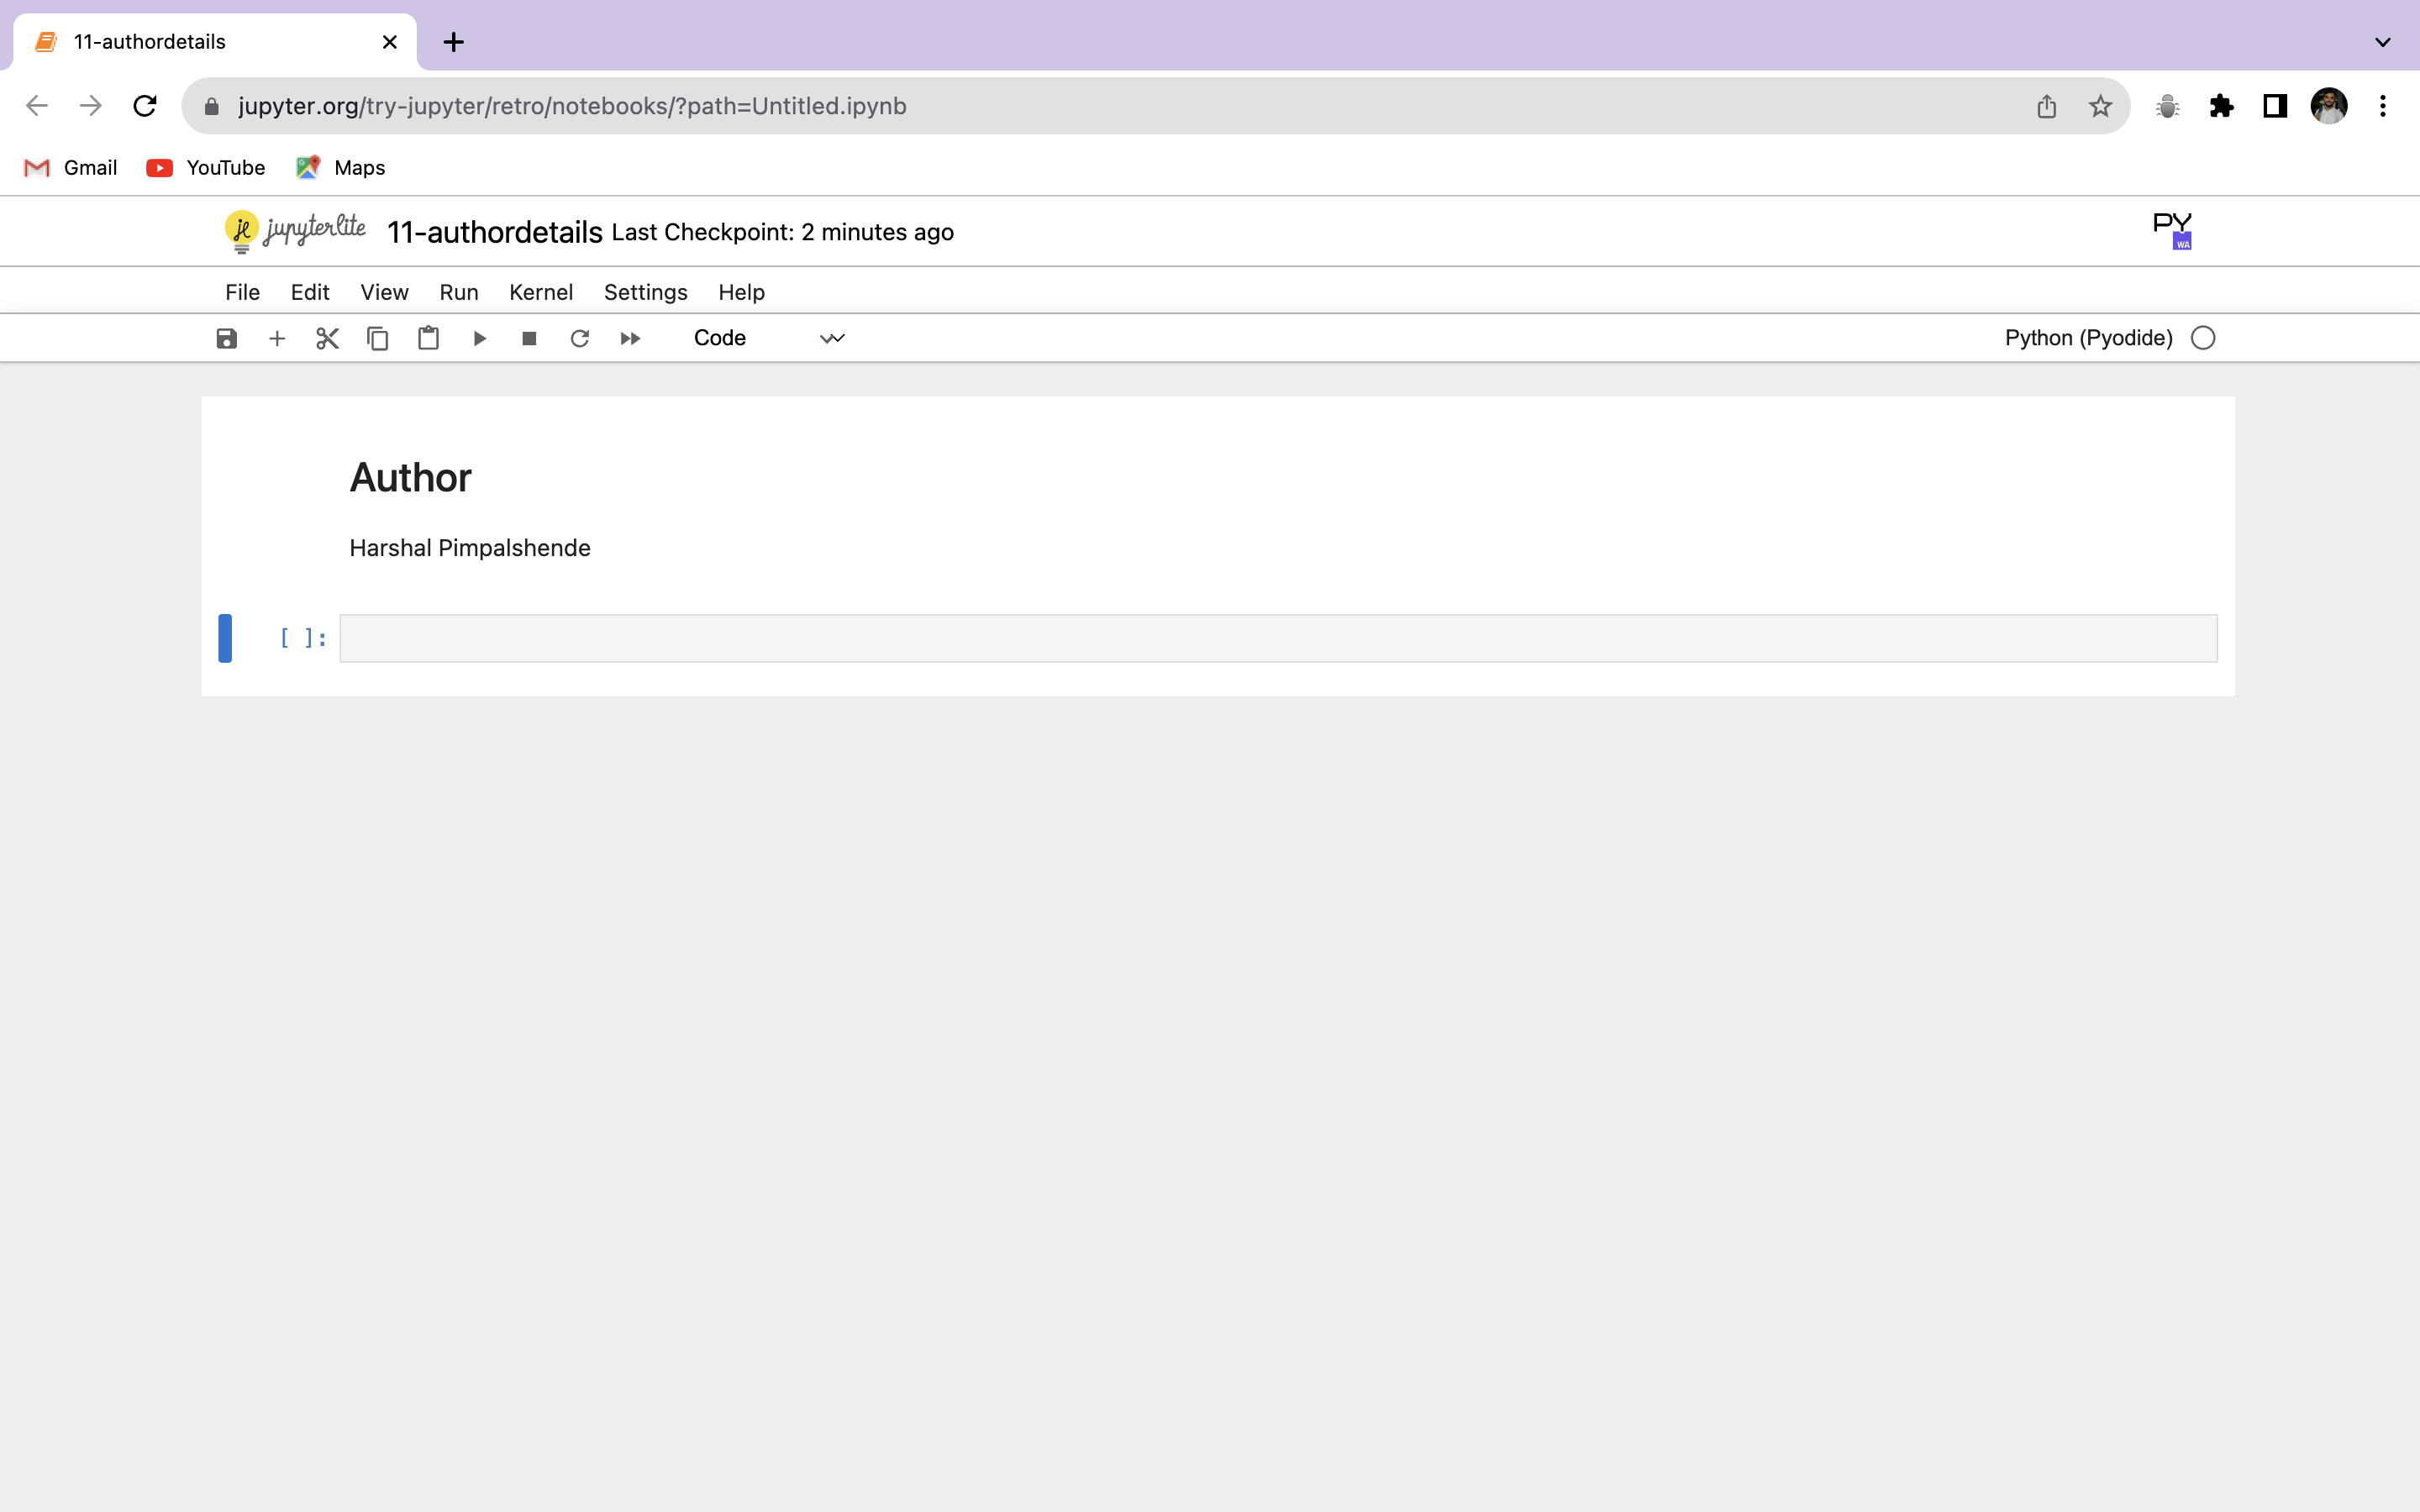 11-authordetails
jupyter.org/try-jupyter/retro/notebooks/?path=Untitled.ipynb
Gmail YouTube Maps
je jupyterlite 11-authordetails Last Checkpoint: 2 minutes ago PY WA
File Edit View Run Kernel Settings Help
Code Python (Pyodide)
Author
Harshal Pimpalshende
[ ]: